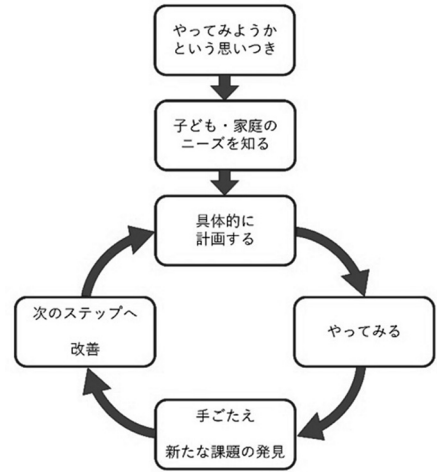 やってみようか
という思いつき
子ども・家庭の
ニーズを知る
具体的に
計画する
やってみる
手ごたえ
新たな課題の発見
次のステップへ
改善